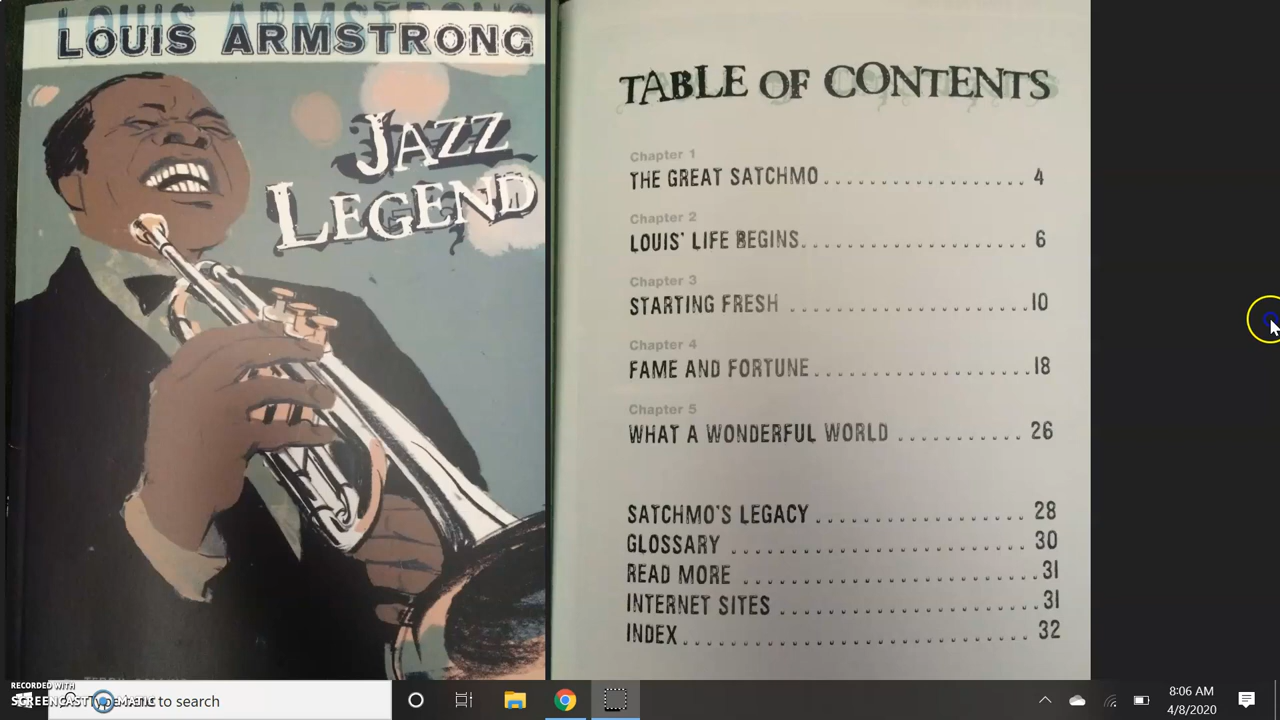 LOUIS ARMSTRONG
JAZZ
LEGEND
TABLE OF CONTENTS
Chapter 1
THE GREAT SATCHMO 4
Chapter 2
LOUIS' LIFE BEGINS 6
Chapter 3
STARTING FRESH 10
Chapter 4
FAME AND FORTUNE 18
Chapter 5
WHAT A WONDERFUL WORLD 26
SATCHMO'S LEGACY 28
GLOSSARY 30
READ MORE 31
INTERNET SITES 31
INDEX 32
RECORDED WITH
SCREENCAST-O-MATIC
to search
8:06 AM
4/8/2020